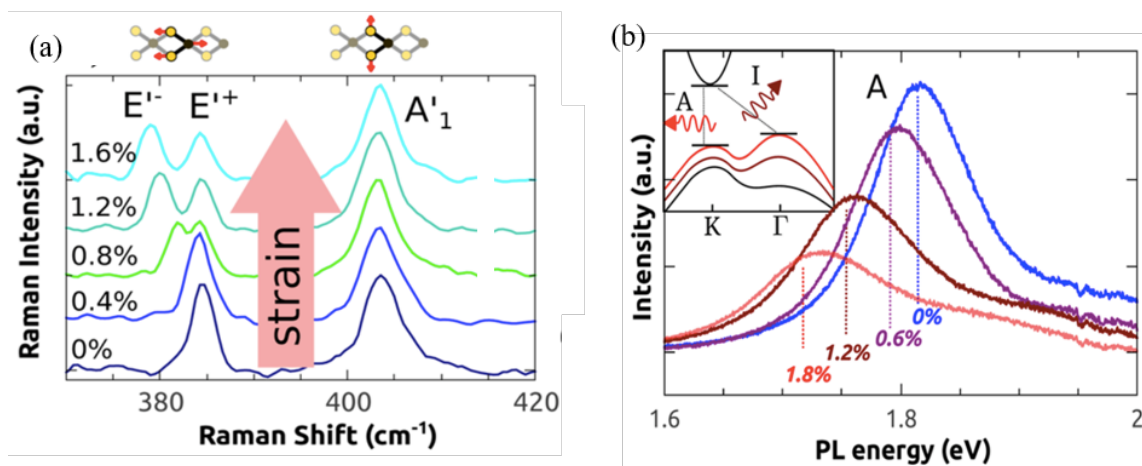 (a)
E'- E'+ A'1
1.6%
1.2%
0.8%
0.4%
0%
strain
Raman Intensity (a.u.)
380 400 420
Raman Shift (cm-1)
(b)
A I
K Γ
A
0%
0.6%
1.2%
1.8%
Intensity (a.u.)
1.6 1.8 2
PL energy (eV)